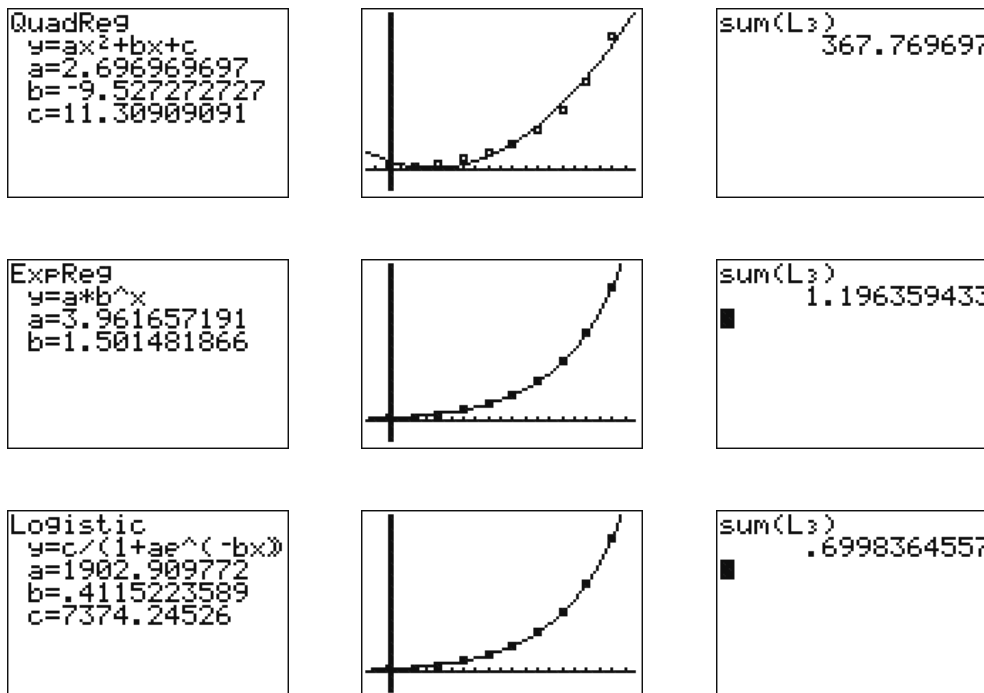 QuadReg
y=ax²+bx+c
a=2.696969697
b=-9.527272727
c=11.30909091
sum(L₃)
367.769697
ExpReg
y=a*b^x
a=3.961657191
b=1.501481866
sum(L₃)
1.196359433
Logistic
y=c/(1+ae^(-bx))
a=1902.909772
b=.4115223589
c=7374.24526
sum(L₃)
.6998364557